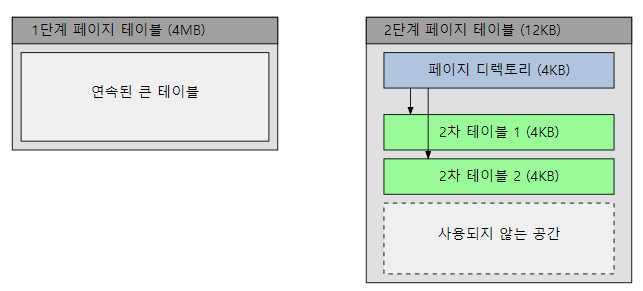 1단계 페이지 테이블 (4MB)
연속된 큰 테이블
2단계 페이지 테이블 (12KB)
페이지 디렉토리 (4KB)
2차 테이블 1 (4KB)
2차 테이블 2 (4KB)
사용되지 않는 공간